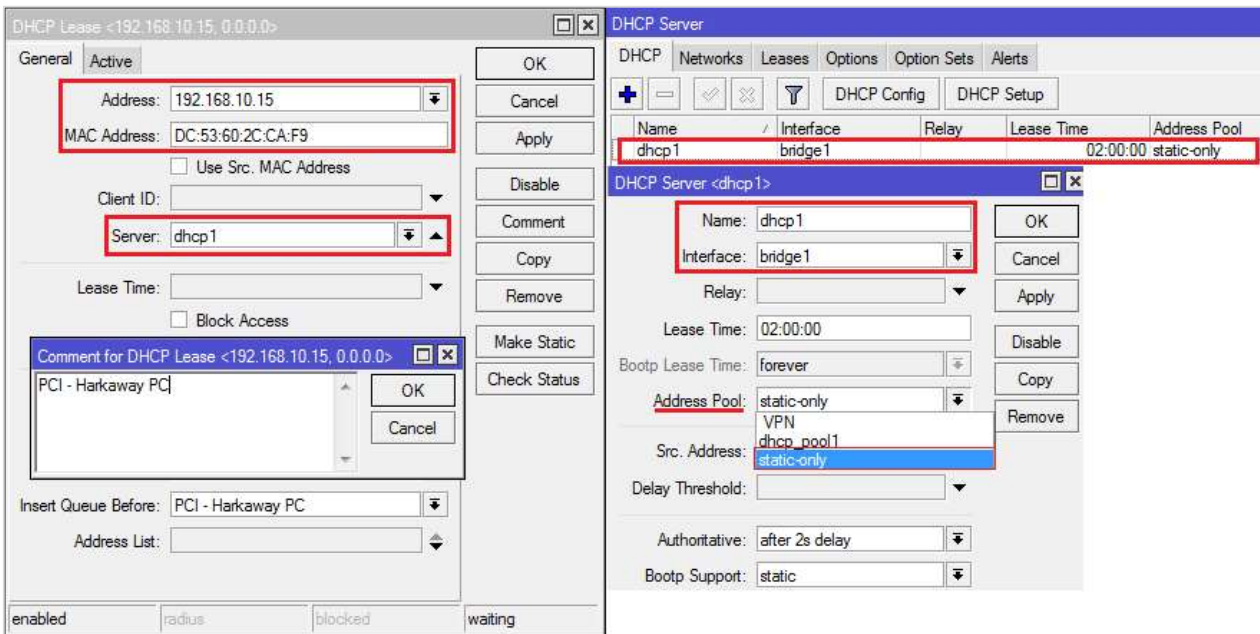 DHCP Lease <192.168.10.15, 0.0.0.0>
General Active
Address: 192.168.10.15
MAC Address: DC:53:60:2C:CA:F9
Use Src. MAC Address
Client ID:
Server: dhcp1
Lease Time:
Block Access
OK
Cancel
Apply
Disable
Comment
Copy
Remove
Make Static
Check Status
Comment for DHCP Lease <192.168.10.15, 0.0.0.0>
PCI - Harkaway PC
OK
Cancel
Insert Queue Before: PCI - Harkaway PC
Address List:
enabled radius blocked waiting
DHCP Server
DHCP Networks Leases Options Option Sets Alerts
DHCP Config DHCP Setup
Name / Interface Relay Lease Time Address Pool
dhcp1 bridge1 02:00:00 static-only
DHCP Server <dhcp1>
Name: dhcp1
Interface: bridge1
Relay:
Lease Time: 02:00:00
Bootp Lease Time: forever
Address Pool: static-only
VPN
dhcp_pool1
static-only
Src. Address:
Delay Threshold:
Authoritative: after 2s delay
Bootp Support: static
OK
Cancel
Apply
Disable
Copy
Remove